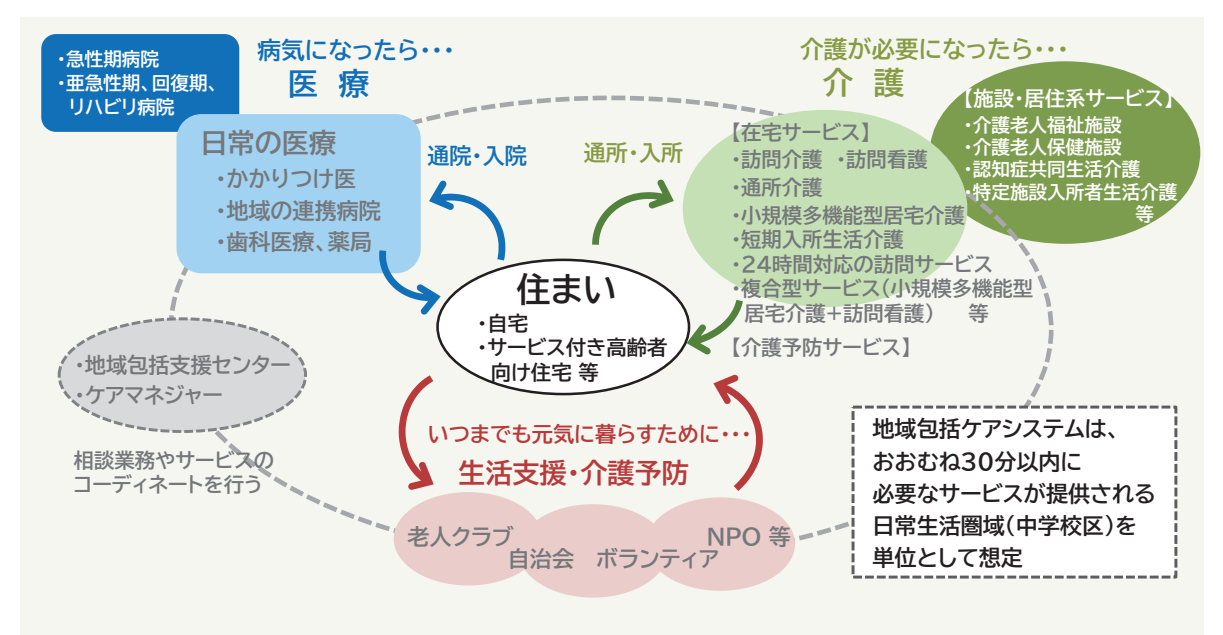 ・急性期病院
・亜急性期、回復期、
リハビリ病院
病気になったら・・・
医 療
日常の医療
・かかりつけ医
・地域の連携病院
・歯科医療、薬局
通院・入院
介護が必要になったら・・・
介 護
通所・入所
【在宅サービス】
・訪問介護 ・訪問看護
・通所介護
・小規模多機能型居宅介護
・短期入所生活介護
・24時間対応の訪問サービス
・複合型サービス(小規模多機能型
居宅介護+訪問看護) 等
【介護予防サービス】
【施設・居住系サービス】
・介護老人福祉施設
・介護老人保健施設
・認知症共同生活介護
・特定施設入所者生活介護
等
住まい
・自宅
・サービス付き高齢者
向け住宅 等
・地域包括支援センター
・ケアマネジャー
相談業務やサービスの
コーディネートを行う
いつまでも元気に暮らすために・・・
生活支援・介護予防
老人クラブ
自治会
ボランティア
NPO 等
地域包括ケアシステムは、
おおむね30分以内に
必要なサービスが提供される
日常生活圏域(中学校区)を
単位として想定